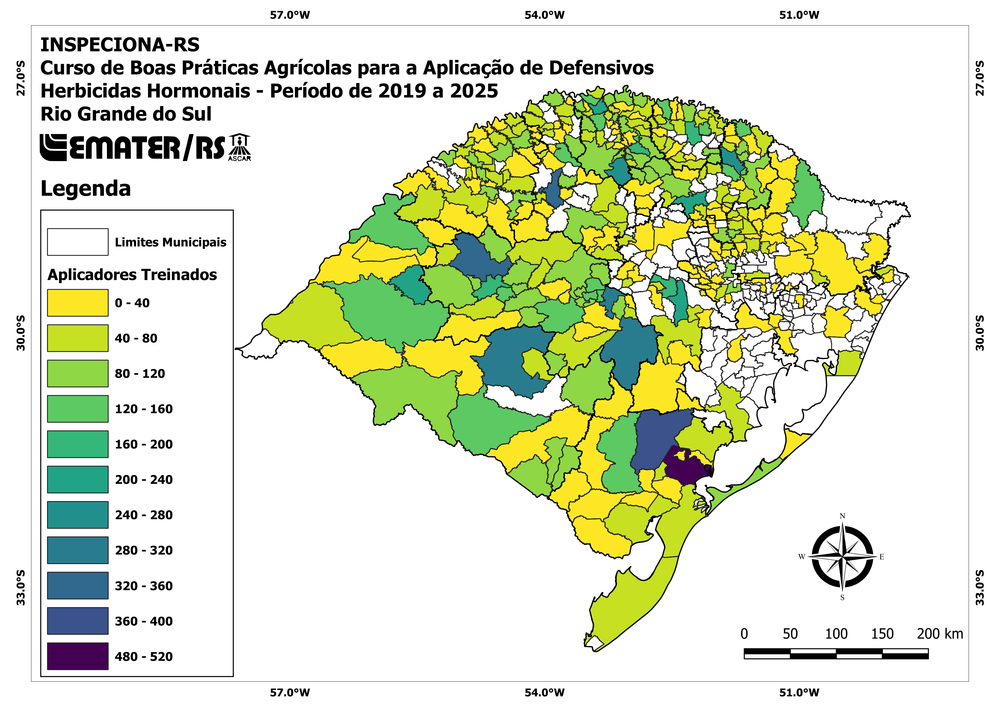 57.0°W 54.0°W 51.0°W
27.0°S 27.0°S
INSPECIONA-RS
Curso de Boas Práticas Agrícolas para a Aplicação de Defensivos
Herbicidas Hormonais - Período de 2019 a 2025
Rio Grande do Sul
EMATER/RS
ASCAR
Legenda
Limites Municipais
Aplicadores Treinados
0 - 40
40 - 80
30.0°S 30.0°S
80 - 120
120 - 160
160 - 200
200 - 240
240 - 280
280 - 320
320 - 360
33.0°S 33.0°S
360 - 400
480 - 520
N
W E
S
0 50 100 150 200 km
57.0°W 54.0°W 51.0°W